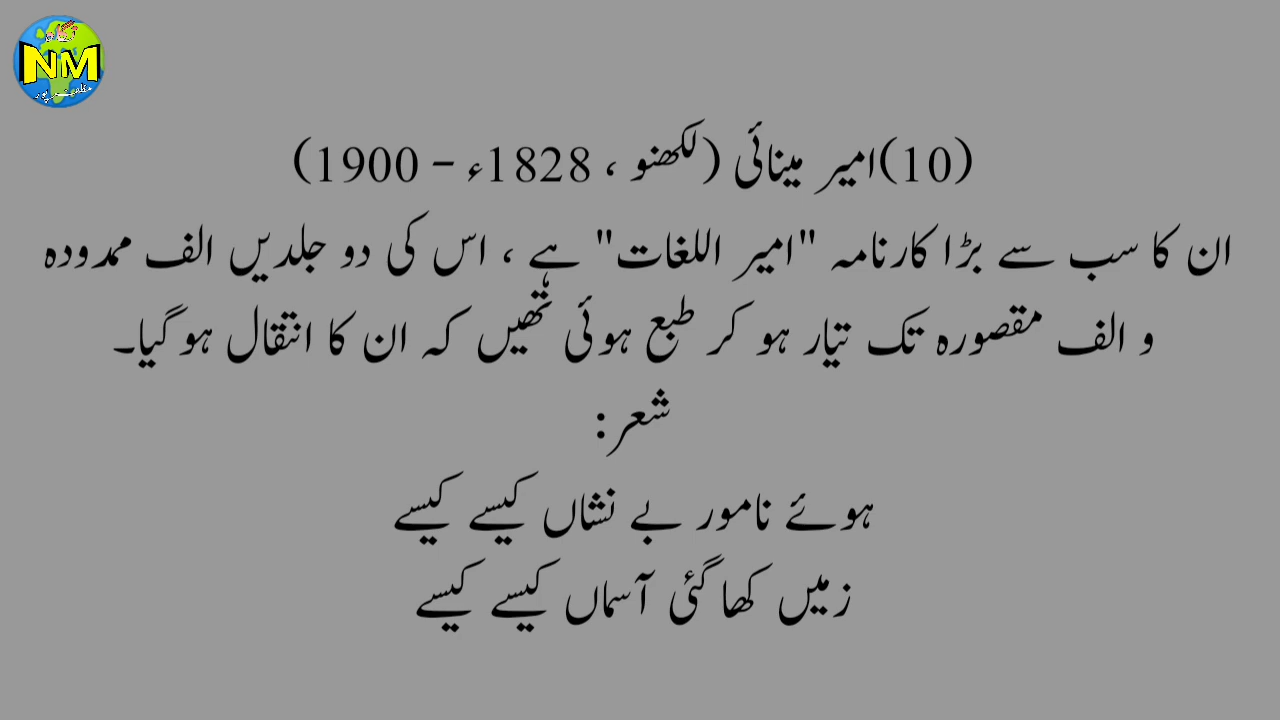 NM
(10)امیر مینائی (لکھنو ، 1828ء – 1900)
ان کا سب سے بڑا کارنامہ "امیر اللغات" ہے ، اس کی دو جلدیں الف ممدودہ
و الف مقصورہ تک تیار ہو کر طبع ہوئی تھیں کہ ان کا انتقال ہو گیا۔
شعر :
ہوئے نامور بے نشاں کیسے کیسے
زمیں کھا گئی آسماں کیسے کیسے